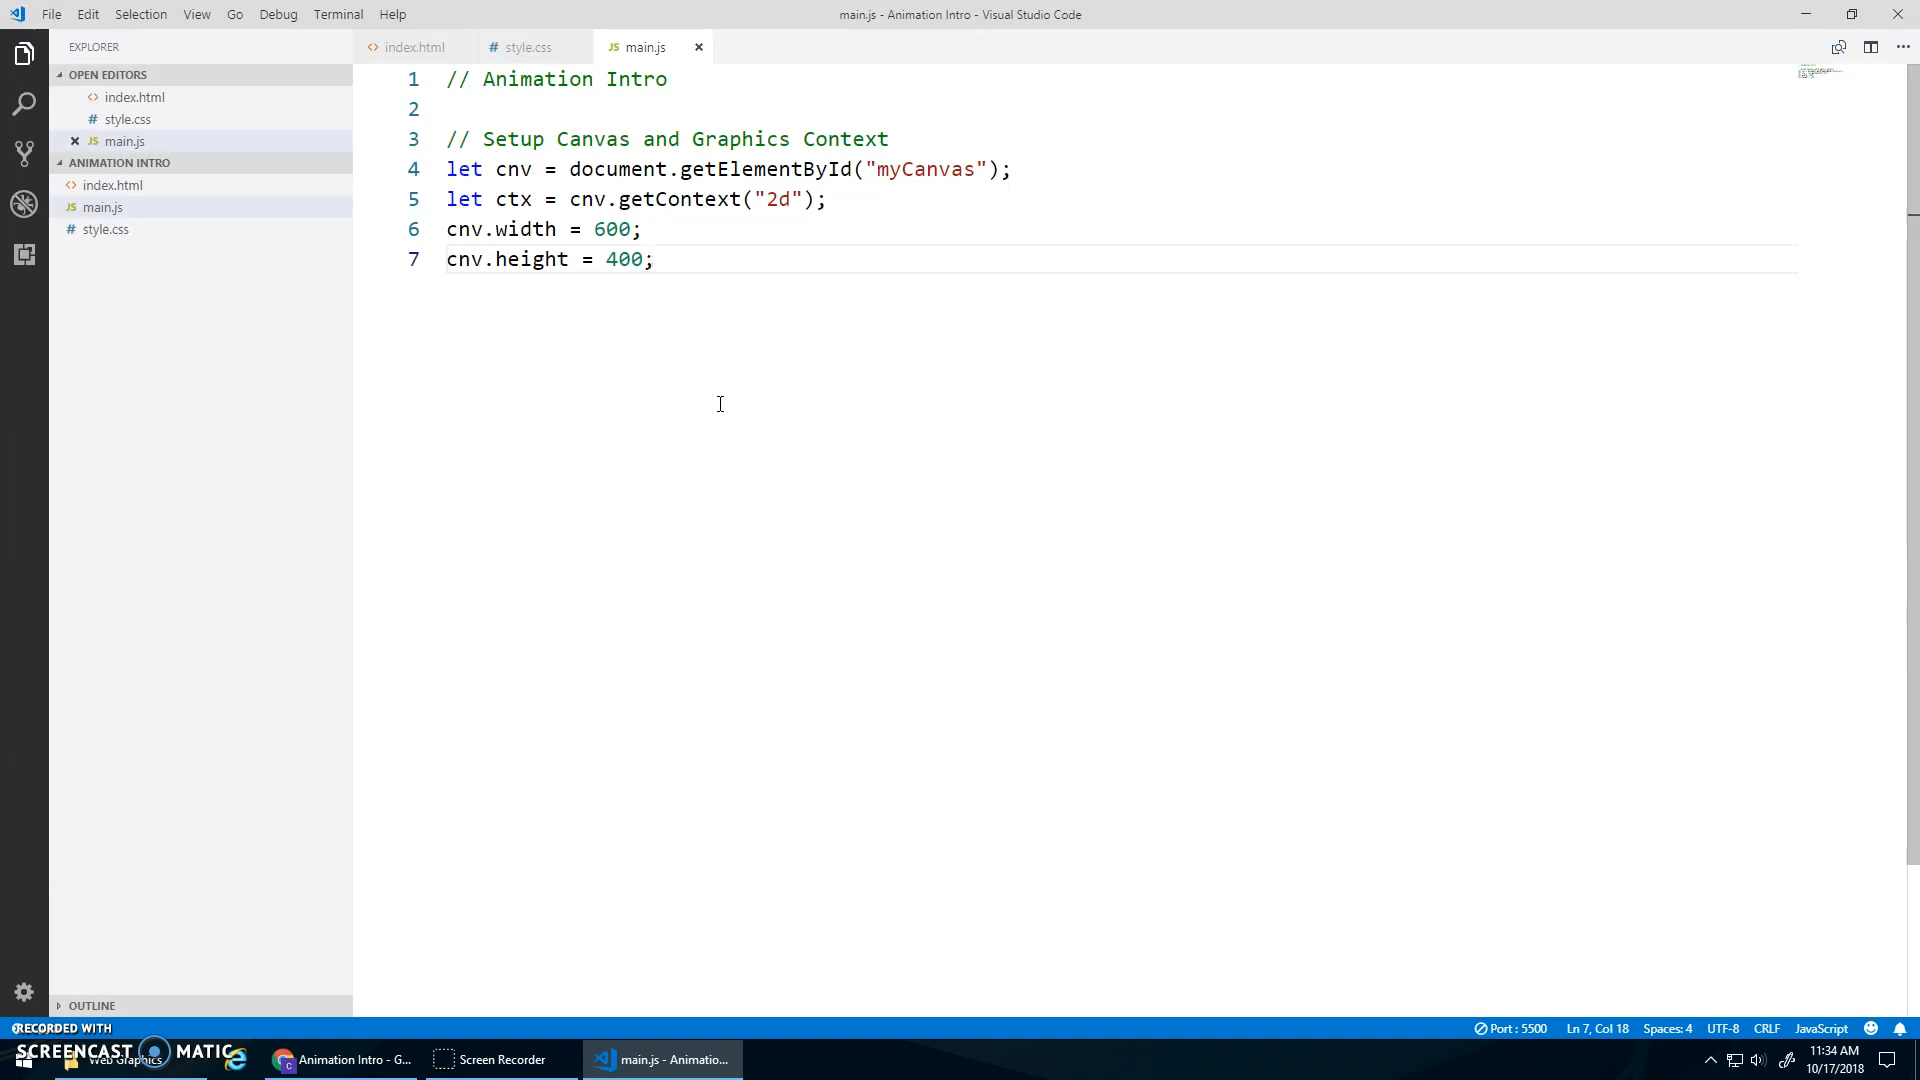 File Edit Selection View Go Debug Terminal Help
main.js - Animation Intro - Visual Studio Code
EXPLORER
OPEN EDITORS
index.html
# style.css
JS main.js
ANIMATION INTRO
index.html
JS main.js
# style.css
OUTLINE
index.html
# style.css
JS main.js
1 // Animation Intro
2
3 // Setup Canvas and Graphics Context
4 let cnv = document.getElementById("myCanvas");
5 let ctx = cnv.getContext("2d");
6 cnv.width = 600;
7 cnv.height = 400;
Port : 5500 Ln 7, Col 18 Spaces: 4 UTF-8 CRLF JavaScript
RECORDED WITH
SCREENCAST MATIC
Web Graphics
Animation Intro - G...
Screen Recorder
main.js - Animatio...
11:34 AM
10/17/2018